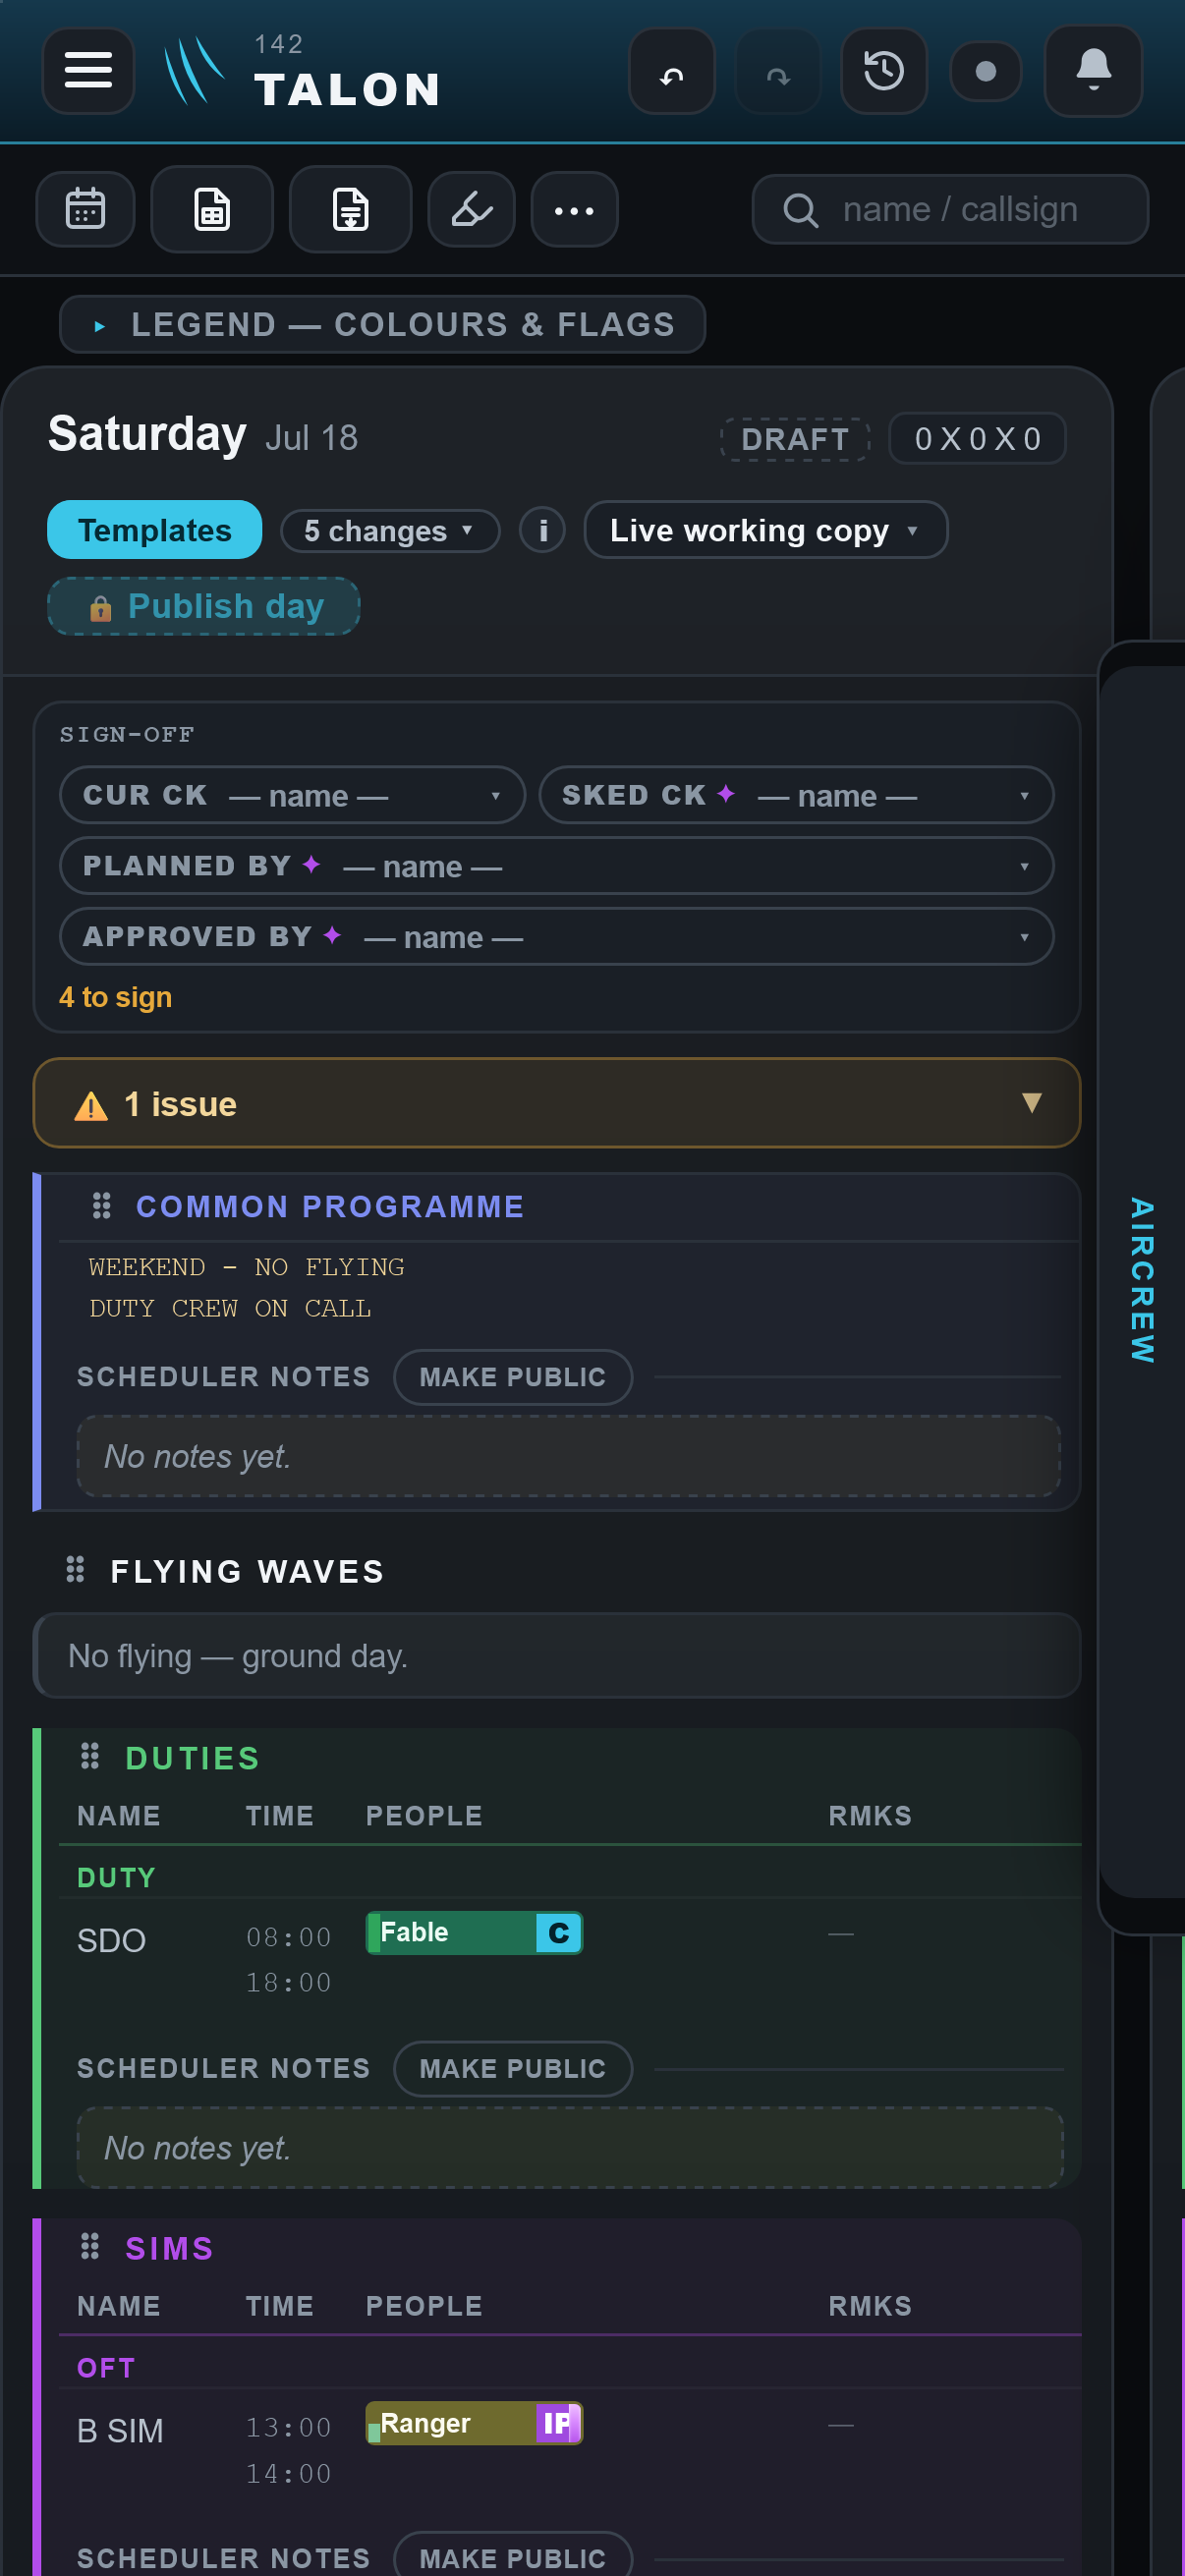 142
TALON
name / callsign
LEGEND — COLOURS & FLAGS
Saturday Jul 18 DRAFT 0 X 0 X 0
Templates 5 changes i Live working copy
Publish day
SIGN-OFF
CUR CK — name — SKED CK — name —
PLANNED BY — name —
APPROVED BY — name —
4 to sign
1 issue
COMMON PROGRAMME
WEEKEND – NO FLYING
DUTY CREW ON CALL
SCHEDULER NOTES MAKE PUBLIC
No notes yet.
AIRCREW
FLYING WAVES
No flying — ground day.
DUTIES
NAME TIME PEOPLE RMKS
DUTY
SDO 08:00 Fable C —
18:00
SCHEDULER NOTES MAKE PUBLIC
No notes yet.
SIMS
NAME TIME PEOPLE RMKS
OFT
B SIM 13:00 Ranger IP —
14:00
SCHEDULER NOTES MAKE PUBLIC